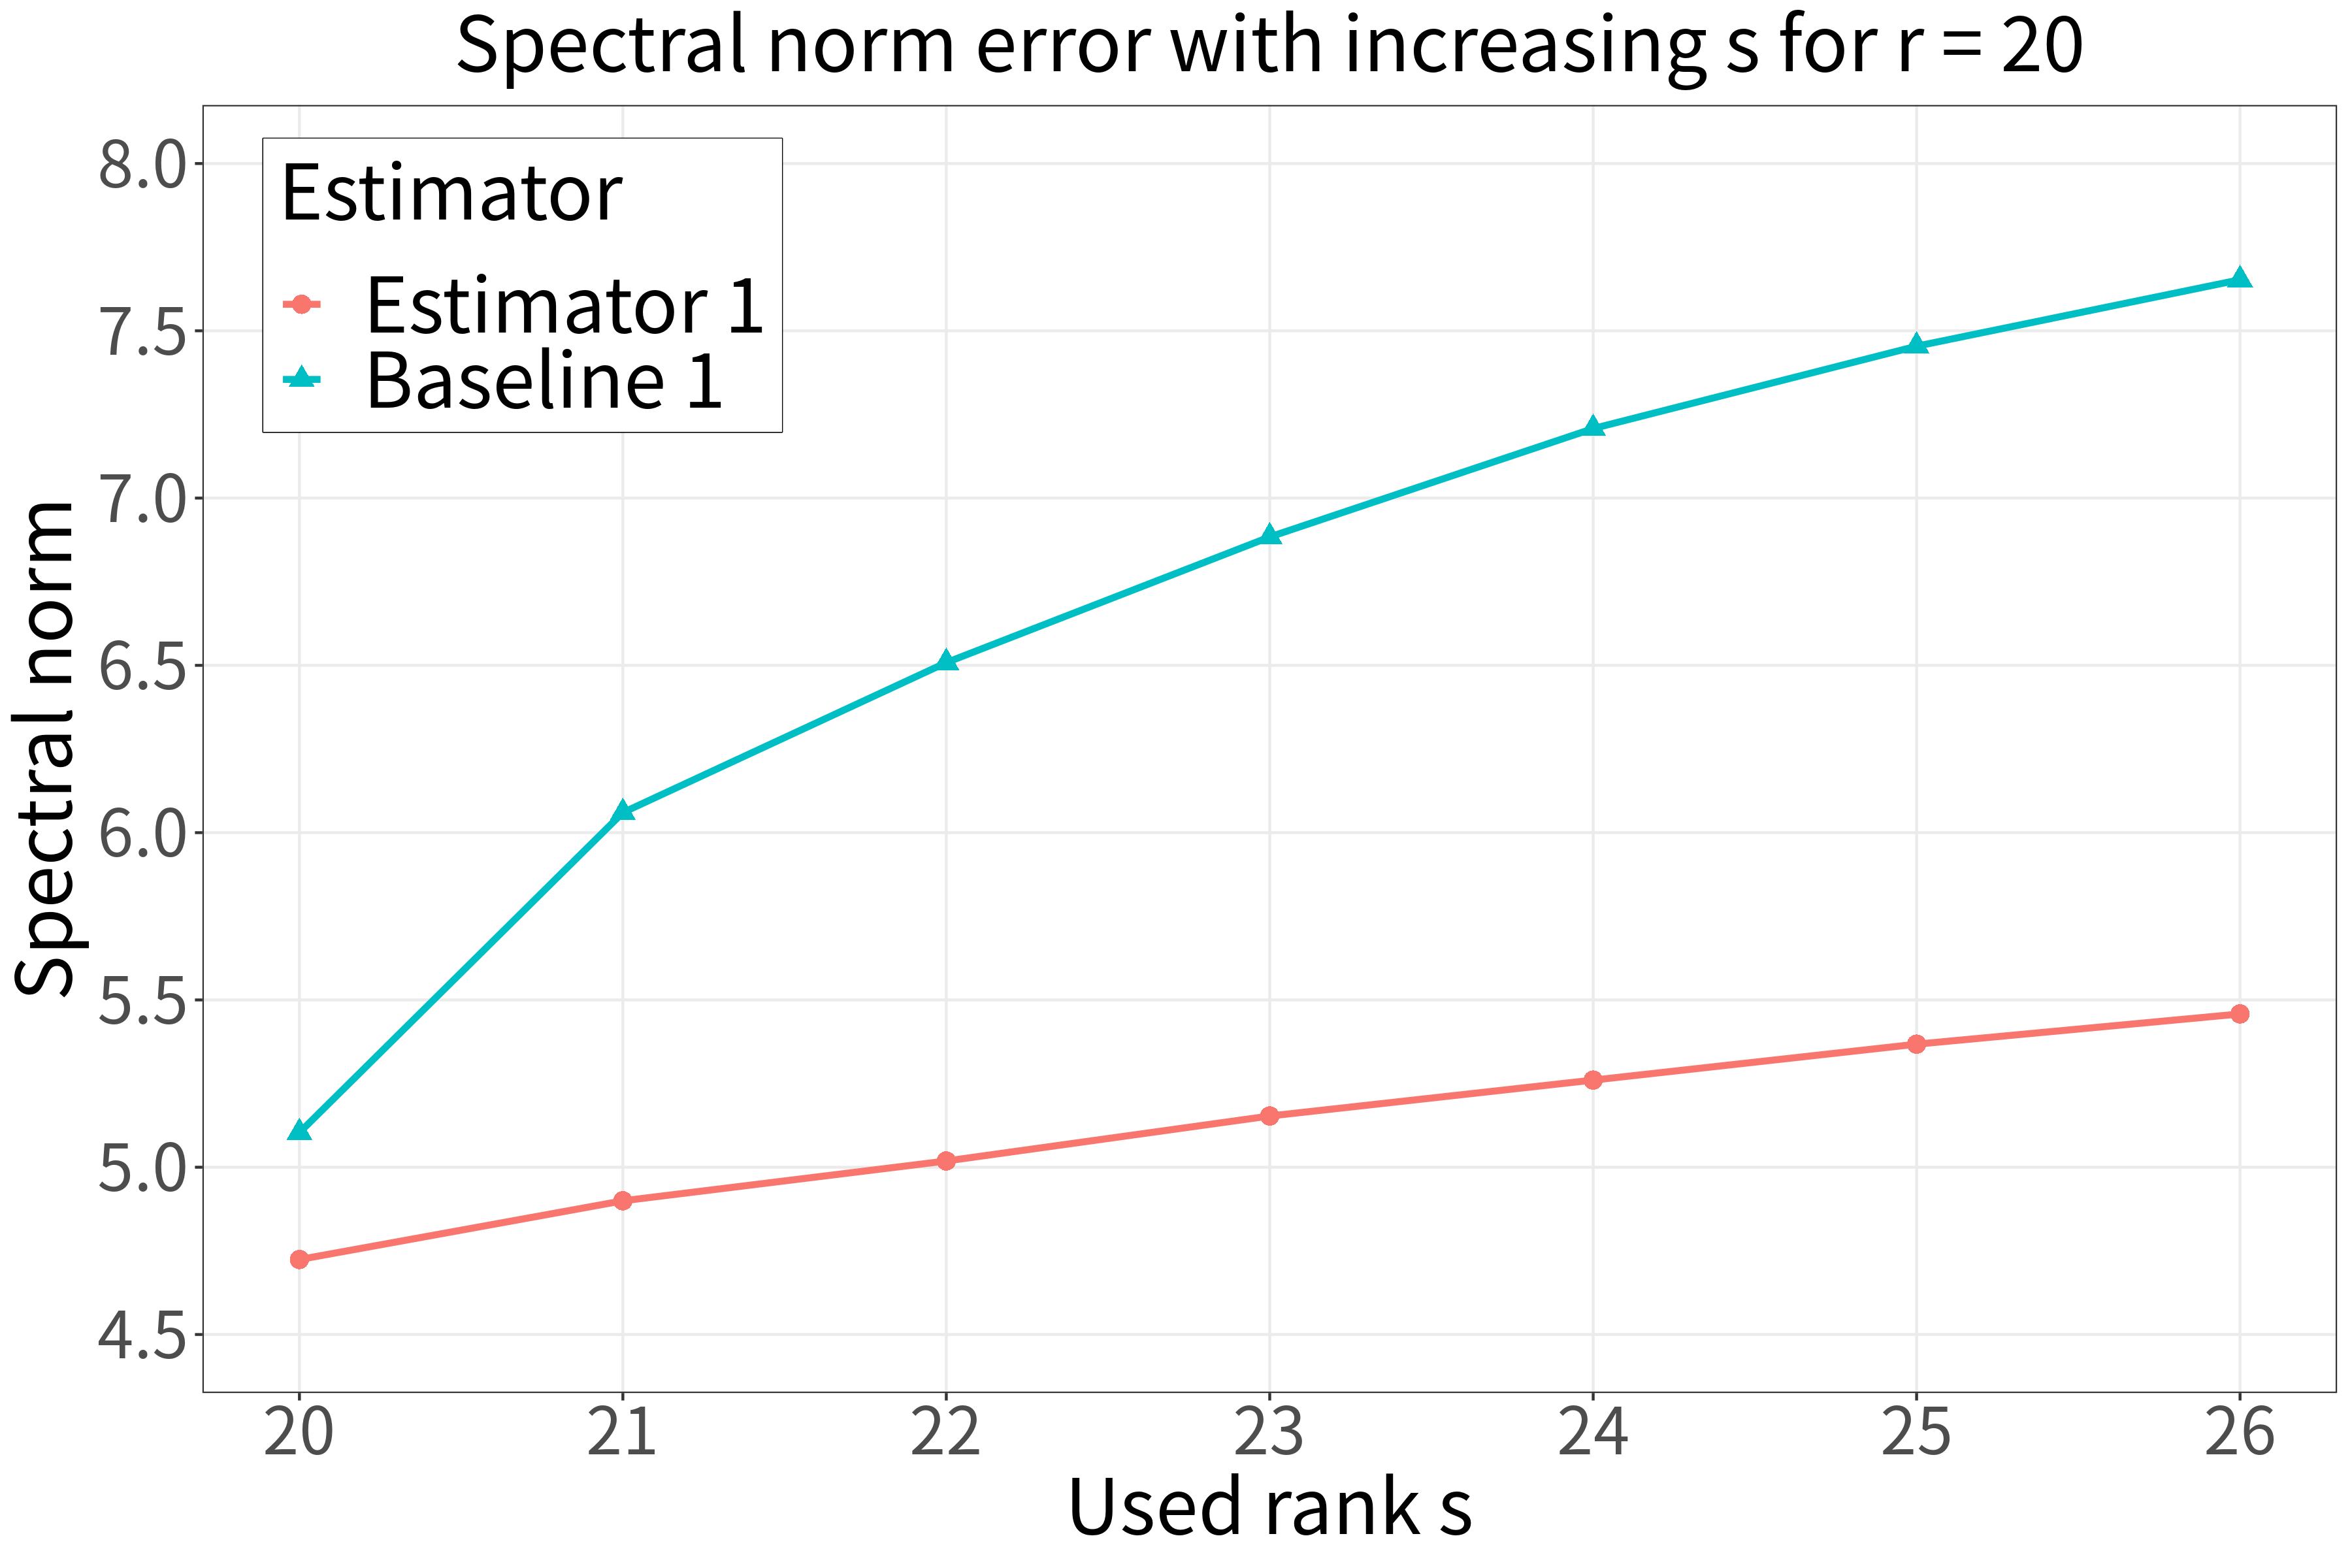 Spectral norm error with increasing s for r = 20
Estimator
Estimator 1
Baseline 1
Spectral norm
8.0
7.5
7.0
6.5
6.0
5.5
5.0
4.5
20 21 22 23 24 25 26
Used rank s